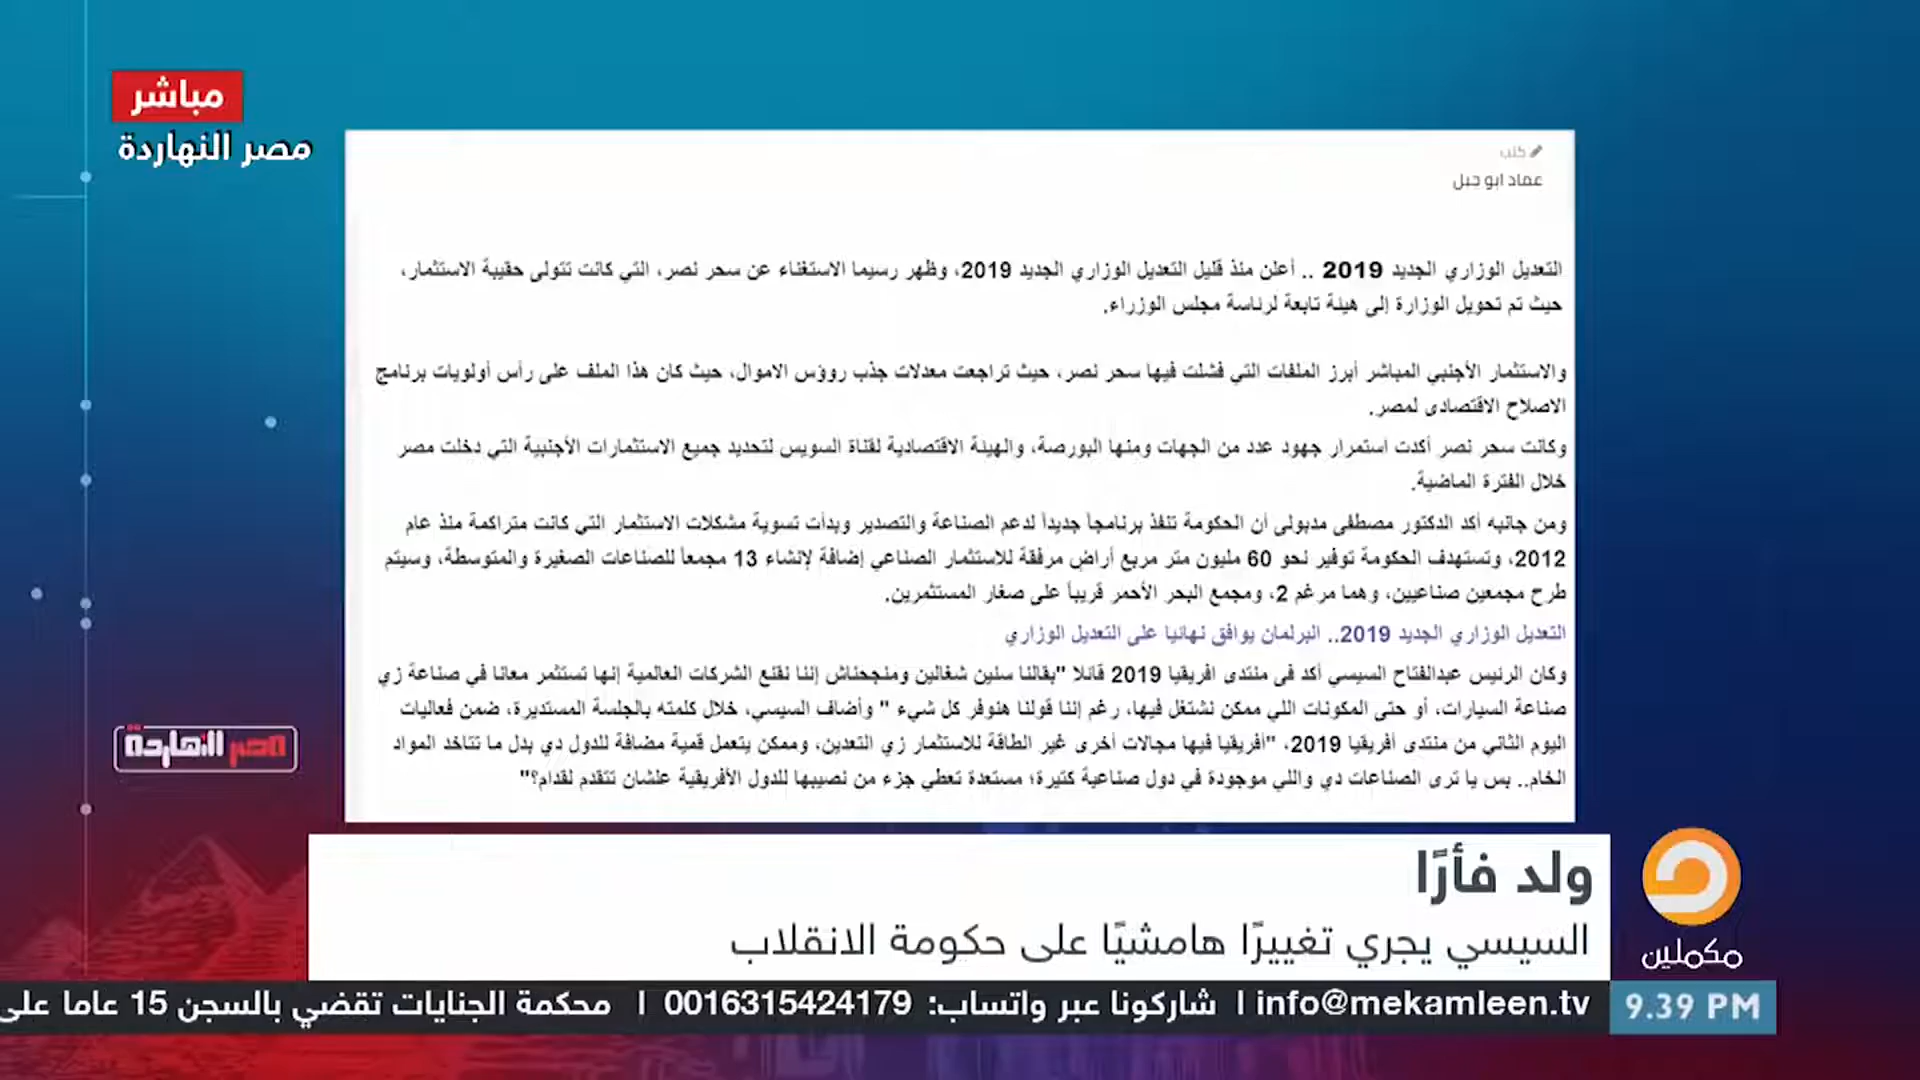 مباشر
مصر النهاردة
كتب
عماد ابو جبل
التعديل الوزاري الجديد 2019 .. أعلن منذ قليل التعديل الوزاري الجديد 2019، وظهر رسيما الاستغناء عن سحر نصر، التي كانت تتولى حقيبة الاستثمار،
حيث تم تحويل الوزارة إلى هيئة تابعة لرئاسة مجلس الوزراء.
والاستثمار الأجنبي المباشر أبرز الملفات التي فشلت فيها سحر نصر، حيث تراجعت معدلات جذب رووس الاموال، حيث كان هذا الملف على رأس أولويات برنامج
الاصلاح الاقتصادى لمصر.
وكانت سحر نصر أكدت استمرار جهود عدد من الجهات ومنها البورصة، والهيئة الاقتصادية لقناة السويس لتحديد جميع الاستثمارات الأجنبية التي دخلت مصر
خلال الفترة الماضية.
ومن جانبه أكد الدكتور مصطفى مدبولى أن الحكومة تنفذ برنامجاً جديداً لدعم الصناعة والتصدير وبدأت تسوية مشكلات الاستثمار التي كانت متراكمة منذ عام
2012، وتستهدف الحكومة توفير نحو 60 مليون متر مربع أراض مرفقة للاستثمار الصناعي إضافة لإنشاء 13 مجمعاً للصناعات الصغيرة والمتوسطة، وسيتم
طرح مجمعين صناعيين، وهما مرغم 2، ومجمع البحر الأحمر قريباً على صغار المستثمرين.
التعديل الوزاري الجديد 2019.. البرلمان يوافق نهائيا على التعديل الوزاري
وكان الرئيس عبدالفتاح السيسي أكد فى منتدى افريقيا 2019 قائلا "بقالنا سنين شغالين ومنجحناش إننا نقنع الشركات العالمية إنها تستثمر معانا في صناعة زي
صناعة السيارات، أو حتى المكونات اللي ممكن نشتغل فيها، رغم إننا قولنا هنوفر كل شيء " وأضاف السيسي، خلال كلمته بالجلسة المستديرة، ضمن فعاليات
اليوم الثاني من منتدى أفريقيا 2019، "أفريقيا فيها مجالات أخرى غير الطاقة للاستثمار زي التعدين، وممكن يتعمل قمية مضافة للدول دي بدل ما تتاخد المواد
الخام.. بس يا ترى الصناعات دي واللي موجودة في دول صناعية كتيرة؛ مستعدة تعطي جزء من نصيبها للدول الأفريقية علشان تتقدم لقدام؟"
مصر النهاردة
ولد فأرًا
السيسي يجري تغييرًا هامشيًا على حكومة الانقلاب
مكملين
info@mekamleen.tv | شاركونا عبر واتساب: 0016315424179 | محكمة الجنايات تقضي بالسجن 15 عاما على
9.39 PM